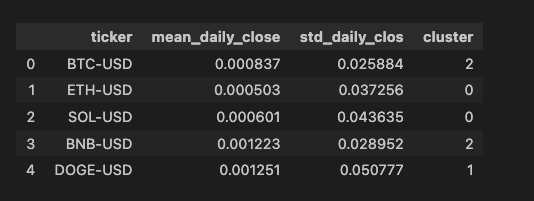 ticker mean_daily_close std_daily_clos cluster
0 BTC-USD 0.000837 0.025884 2
1 ETH-USD 0.000503 0.037256 0
2 SOL-USD 0.000601 0.043635 0
3 BNB-USD 0.001223 0.028952 2
4 DOGE-USD 0.001251 0.050777 1